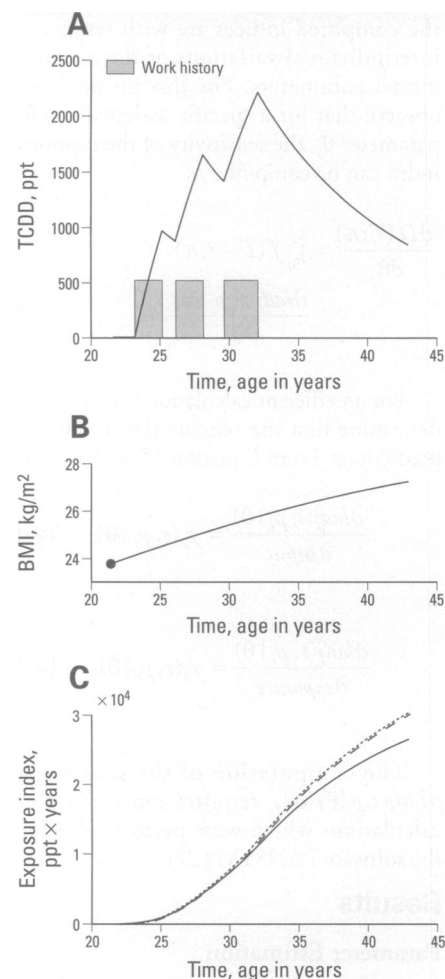 A
2500
2000
1500
1000
500
0
TCDD, ppt
Work history
20 25 30 35 40 45
Time, age in years
B
28
26
24
BMI, kg/m²
20 25 30 35 40 45
Time, age in years
C
×10⁴
3
2
1
0
Exposure index,
ppt × years
20 25 30 35 40 45
Time, age in years